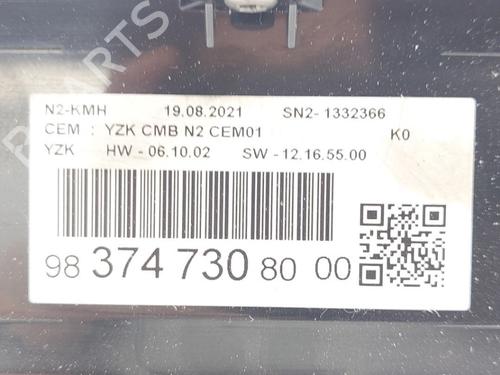 N2-KMH 19.08.2021 SN2- 1332366
CEM : YZK CMB N2 CEM01 K0
YZK HW - 06.10.02 SW - 12.16.55.00
98 374 730 80 00